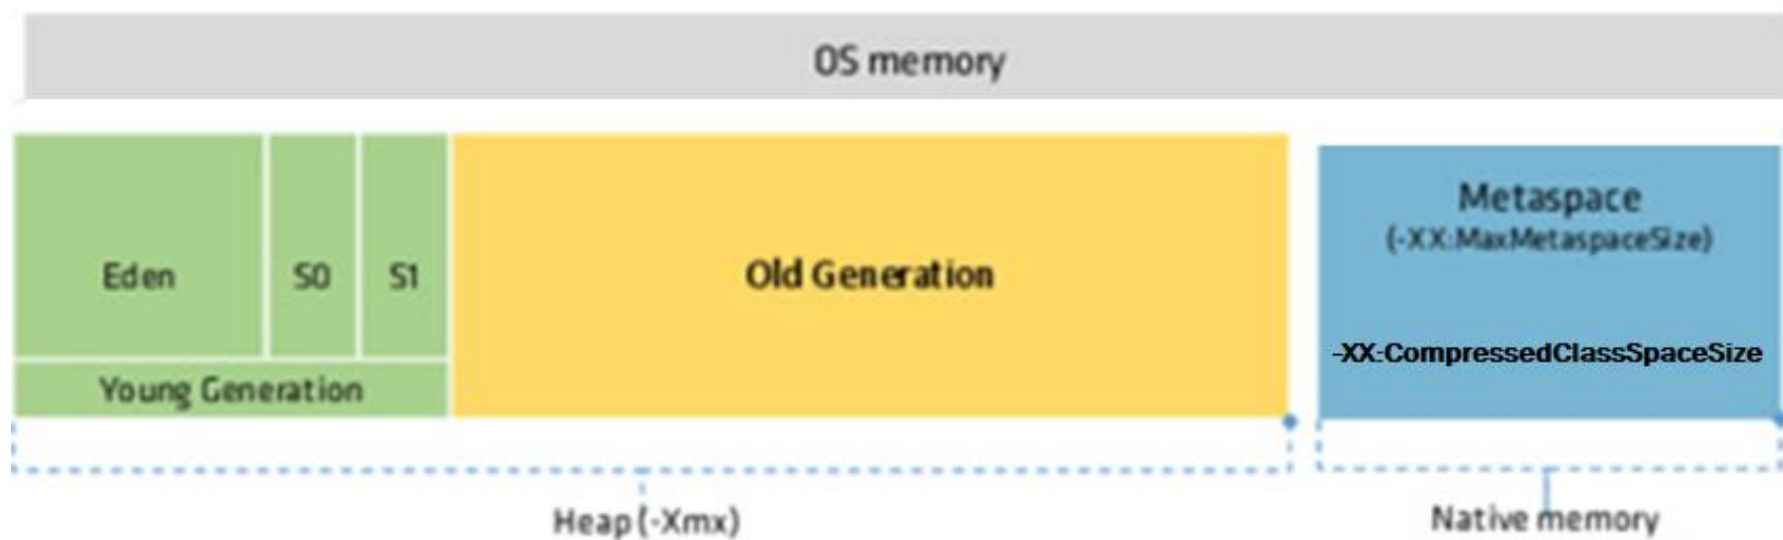 OS memory
Eden
S0
S1
Young Generation
Old Generation
Metaspace
(-XX:MaxMetaspaceSize)
-XX:CompressedClassSpaceSize
Heap (-Xmx)
Native memory